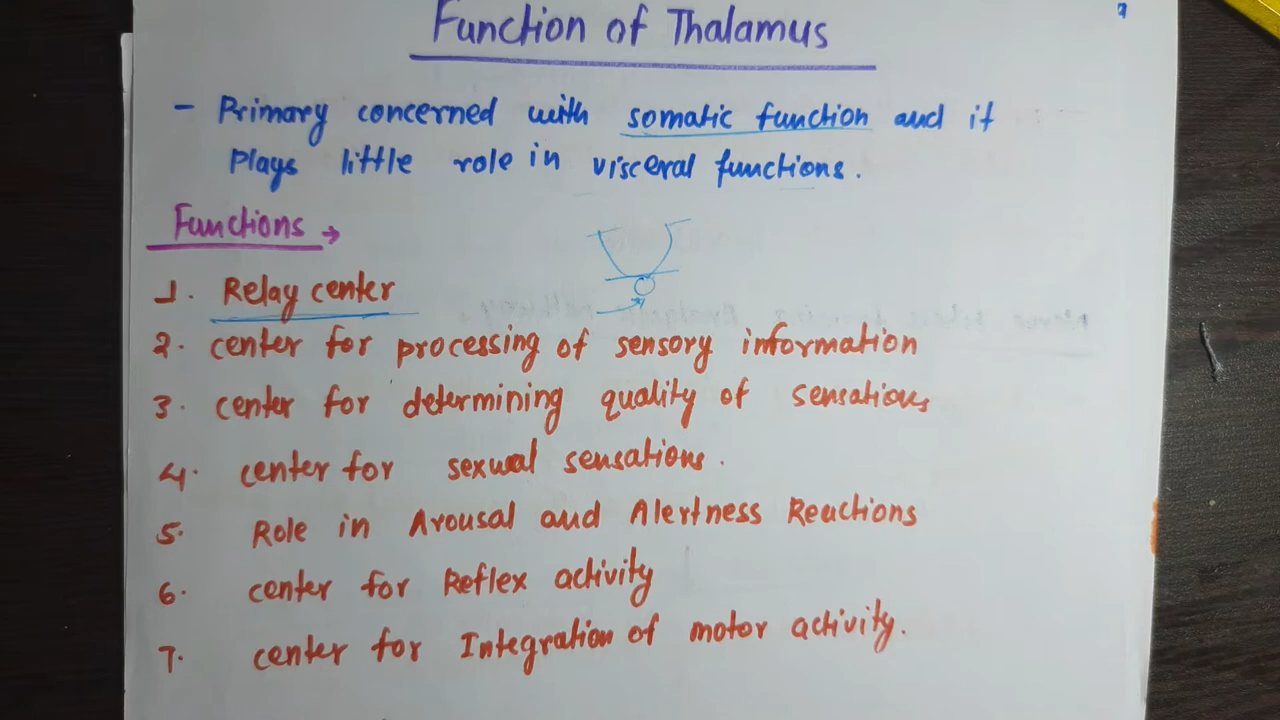 Function of Thalamus
- Primary concerned with somatic function and it
Plays little role in visceral functions.
Functions →
1. Relay center
2. center for processing of sensory information
3. center for determining quality of sensations
4. center for sexual sensations.
5. Role in Arousal and Alertness Reactions
6. center for Reflex activity
7. center for Integration of motor activity.